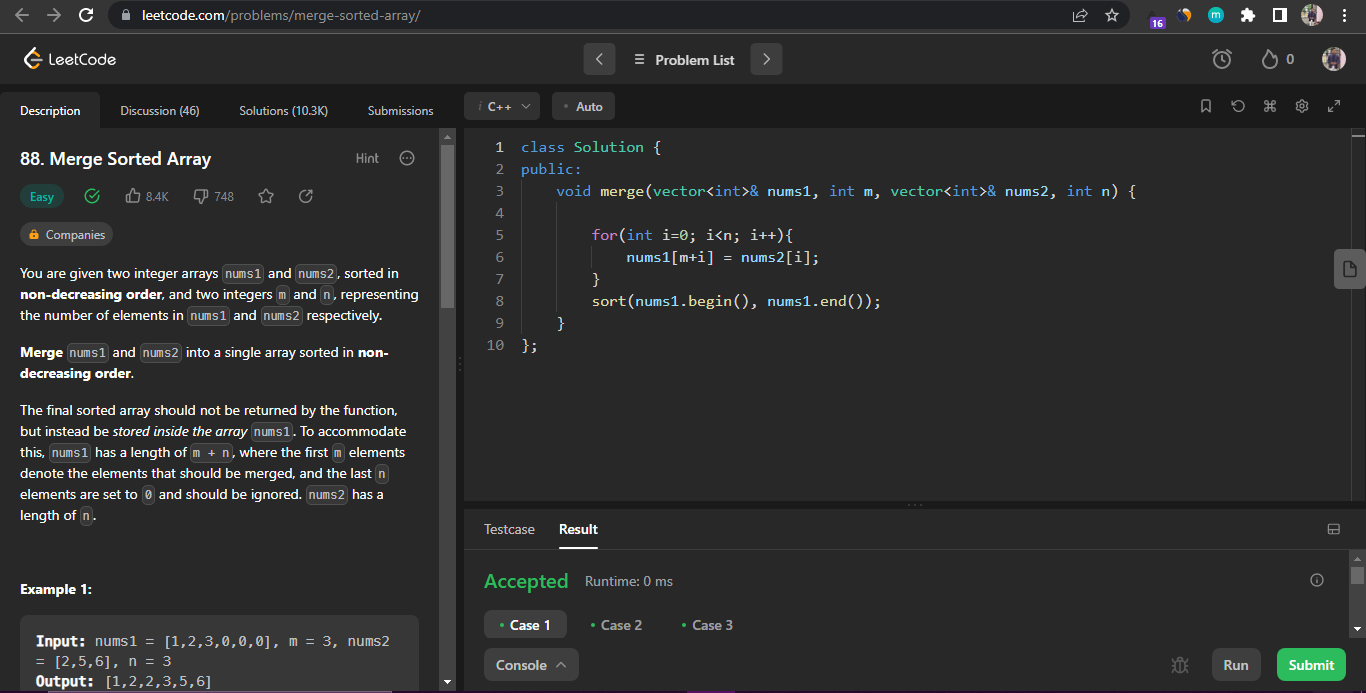 leetcode.com/problems/merge-sorted-array/
16
m
LeetCode
Problem List
0
Description
Discussion (46)
Solutions (10.3K)
Submissions
88. Merge Sorted Array
Hint
Easy
8.4K
748
Companies
You are given two integer arrays nums1 and nums2, sorted in
non-decreasing order, and two integers m and n, representing
the number of elements in nums1 and nums2 respectively.
Merge nums1 and nums2 into a single array sorted in non-
decreasing order.
The final sorted array should not be returned by the function,
but instead be stored inside the array nums1. To accommodate
this, nums1 has a length of m + n, where the first m elements
denote the elements that should be merged, and the last n
elements are set to 0 and should be ignored. nums2 has a
length of n.
Example 1:
Input: nums1 = [1,2,3,0,0,0], m = 3, nums2
= [2,5,6], n = 3
Output: [1,2,2,3,5,6]
i C++
Auto
1 class Solution {
2 public:
3 void merge(vector<int>& nums1, int m, vector<int>& nums2, int n) {
4
5 for(int i=0; i<n; i++){
6 nums1[m+i] = nums2[i];
7 }
8 sort(nums1.begin(), nums1.end());
9 }
10 };
Testcase
Result
Accepted
Runtime: 0 ms
Case 1
Case 2
Case 3
Console
Run
Submit